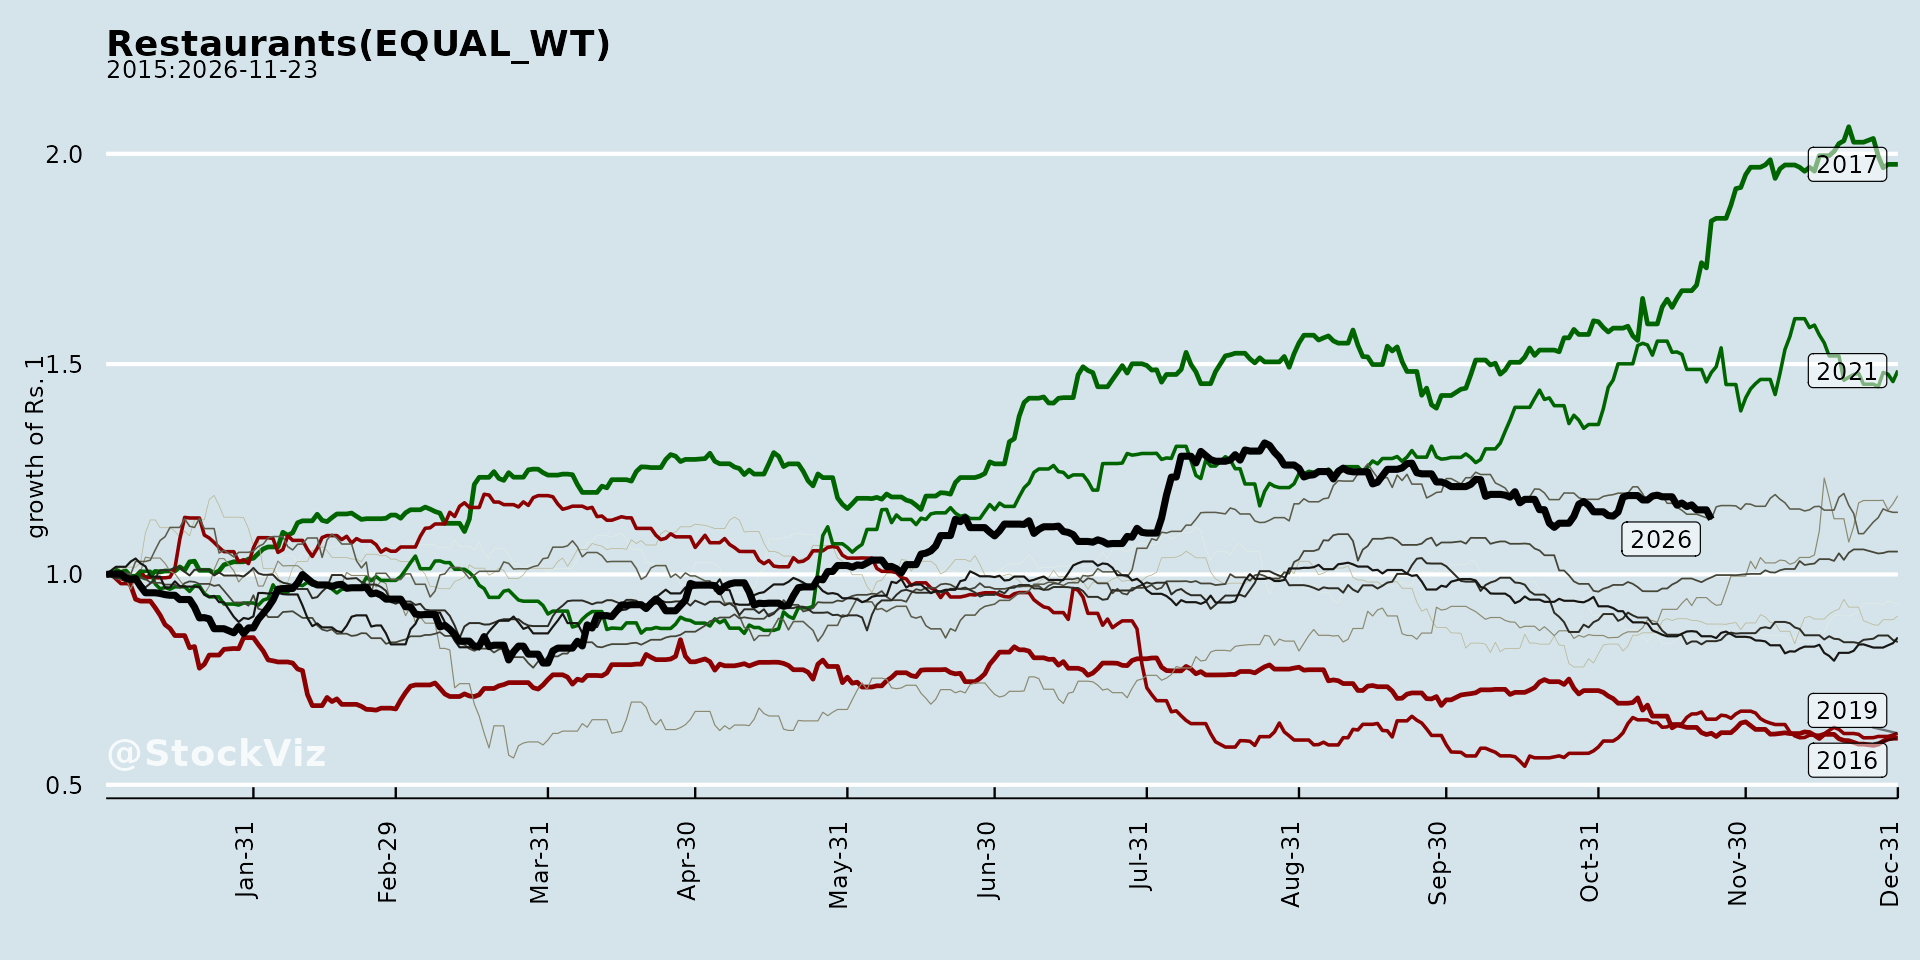 Restaurants(EQUAL_WT)
2015:2026-11-23
growth of Rs. 1
2.0
1.5
1.0
0.5
2017
2021
2026
2019
2016
@StockViz
Jan-31
Feb-29
Mar-31
Apr-30
May-31
Jun-30
Jul-31
Aug-31
Sep-30
Oct-31
Nov-30
Dec-31